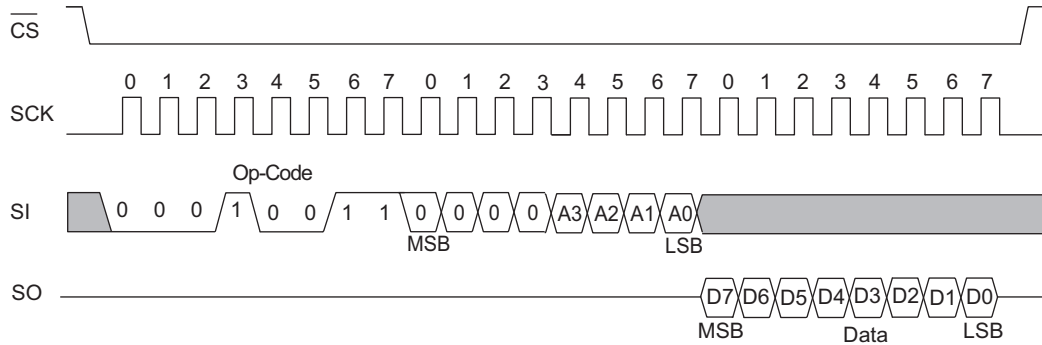 CS
0 1 2 3 4 5 6 7 0 1 2 3 4 5 6 7 0 1 2 3 4 5 6 7
SCK
Op-Code
SI 0 0 0 1 0 0 1 1 0 0 0 0 A3 A2 A1 A0
MSB LSB
SO D7 D6 D5 D4 D3 D2 D1 D0
MSB Data LSB